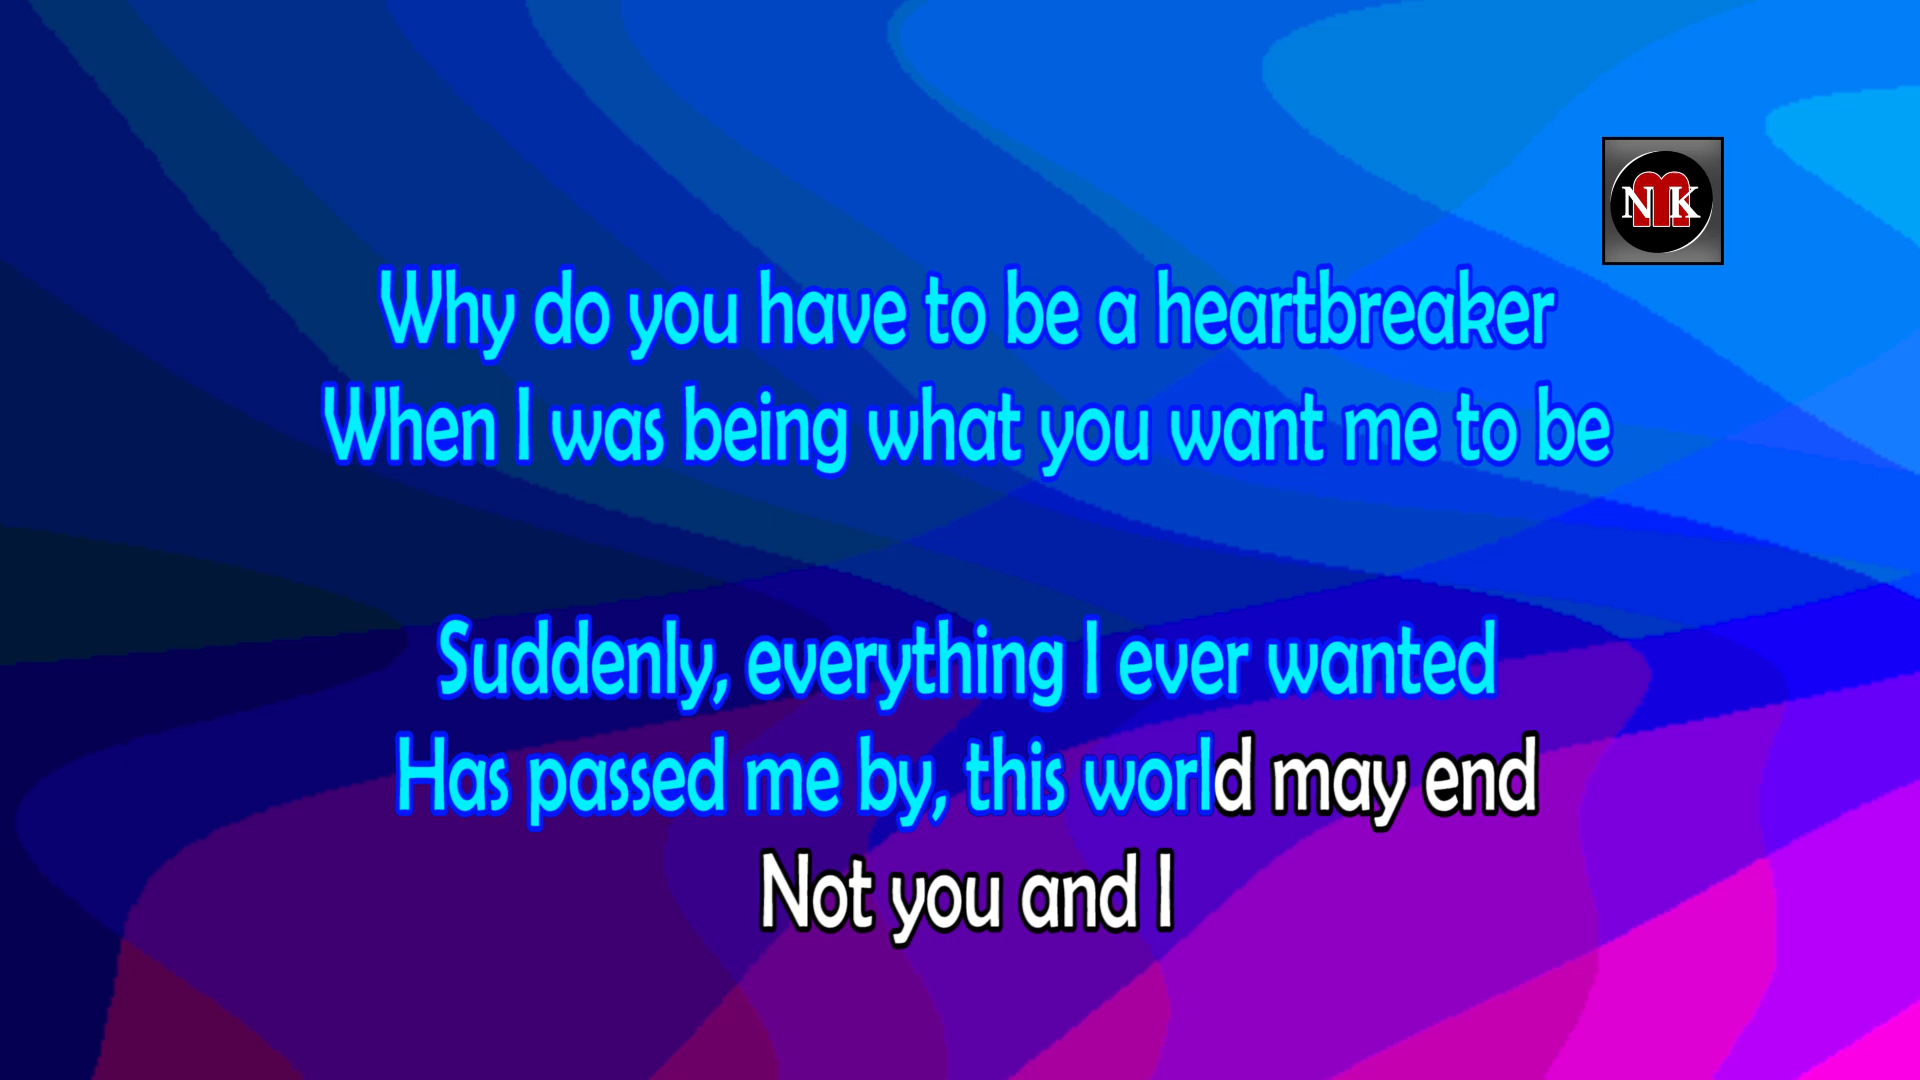 NMK
Why do you have to be a heartbreaker
When I was being what you want me to be
Suddenly, everything I ever wanted
Has passed me by, this world may end
Not you and I